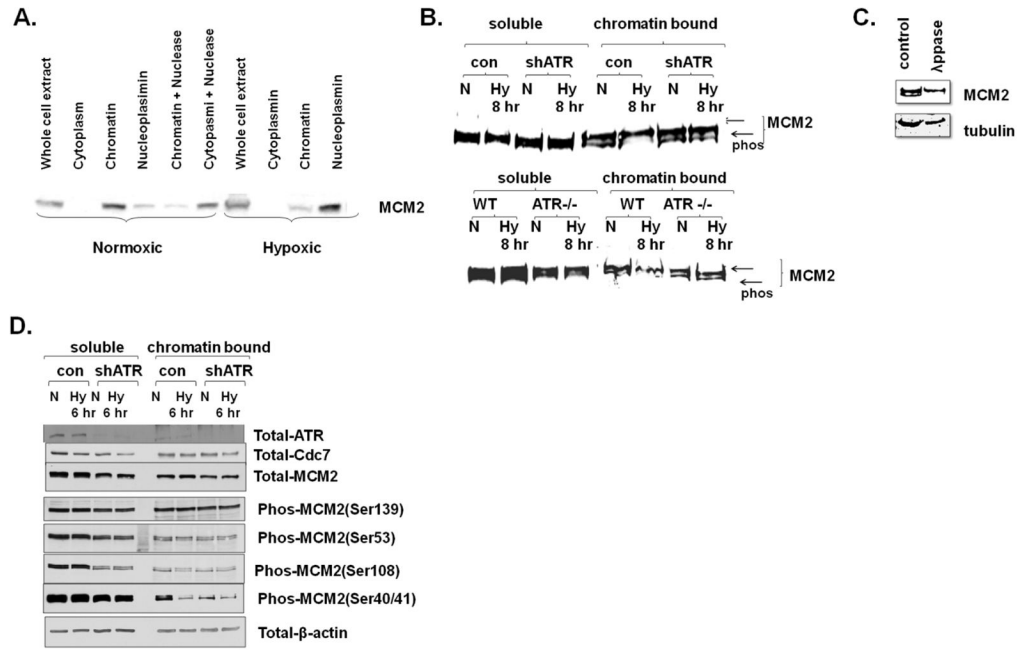 A.
Whole cell extract
Cytoplasm
Chromatin
Nucleoplasimin
Chromatin + Nuclease
Cytopasmi + Nuclease
Whole cell extract
Cytoplasmin
Chromatin
Nucleoplasmin
MCM2
Normoxic Hypoxic
B.
soluble chromatin bound
con shATR con shATR
N Hy N Hy N Hy N Hy
8 hr 8 hr 8 hr 8 hr
MCM2
phos
soluble chromatin bound
WT ATR-/- WT ATR -/-
N Hy N Hy N Hy N Hy
8 hr 8 hr 8 hr 8 hr
MCM2
phos
C.
control
λppase
MCM2
tubulin
D.
soluble chromatin bound
con shATR con shATR
N Hy N Hy N Hy N Hy
6 hr 6 hr 6 hr 6 hr
Total-ATR
Total-Cdc7
Total-MCM2
Phos-MCM2(Ser139)
Phos-MCM2(Ser53)
Phos-MCM2(Ser108)
Phos-MCM2(Ser40/41)
Total-β-actin